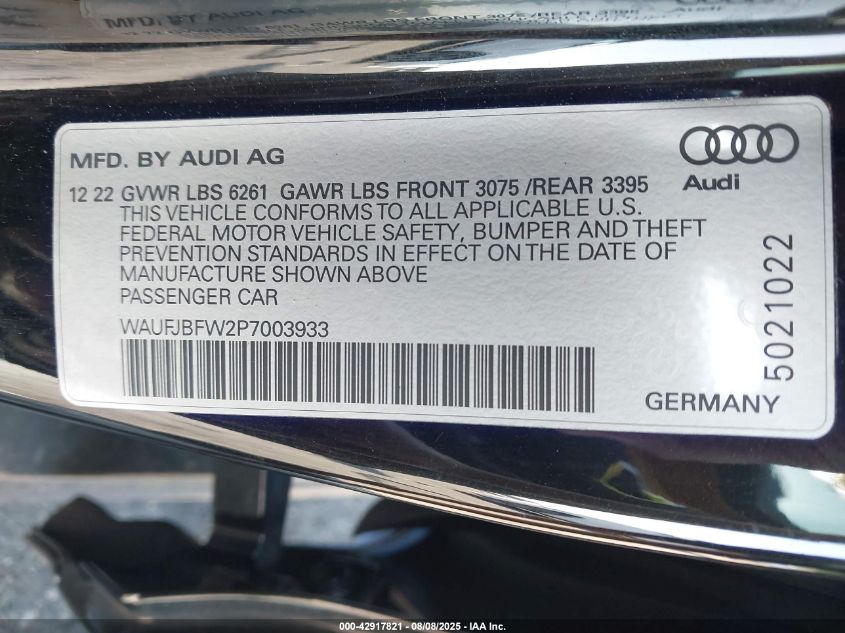 MFD. BY AUDI AG
Audi
12 22 GVWR LBS 6261 GAWR LBS FRONT 3075 /REAR 3395
THIS VEHICLE CONFORMS TO ALL APPLICABLE U.S.
FEDERAL MOTOR VEHICLE SAFETY, BUMPER AND THEFT
PREVENTION STANDARDS IN EFFECT ON THE DATE OF
MANUFACTURE SHOWN ABOVE
PASSENGER CAR
WAUFJBFW2P7003933
5021022
GERMANY
000-42917821 - 08/08/2025 - IAA Inc.